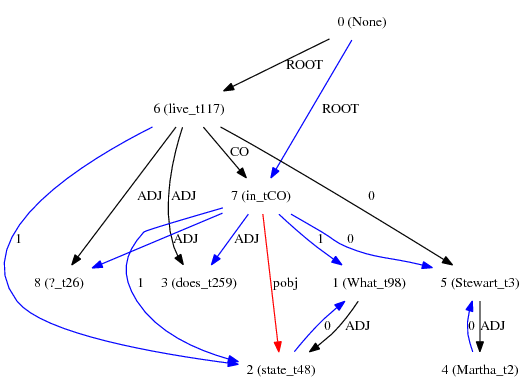 0 (None)
ROOT
6 (live_t117)
ROOT
CO
7 (in_tCO)
ADJ
ADJ
0
1
ADJ
ADJ
1
0
8 (?_t26)
3 (does_t259)
1
pobj
1 (What_t98)
5 (Stewart_t3)
0
ADJ
0
ADJ
2 (state_t48)
4 (Martha_t2)